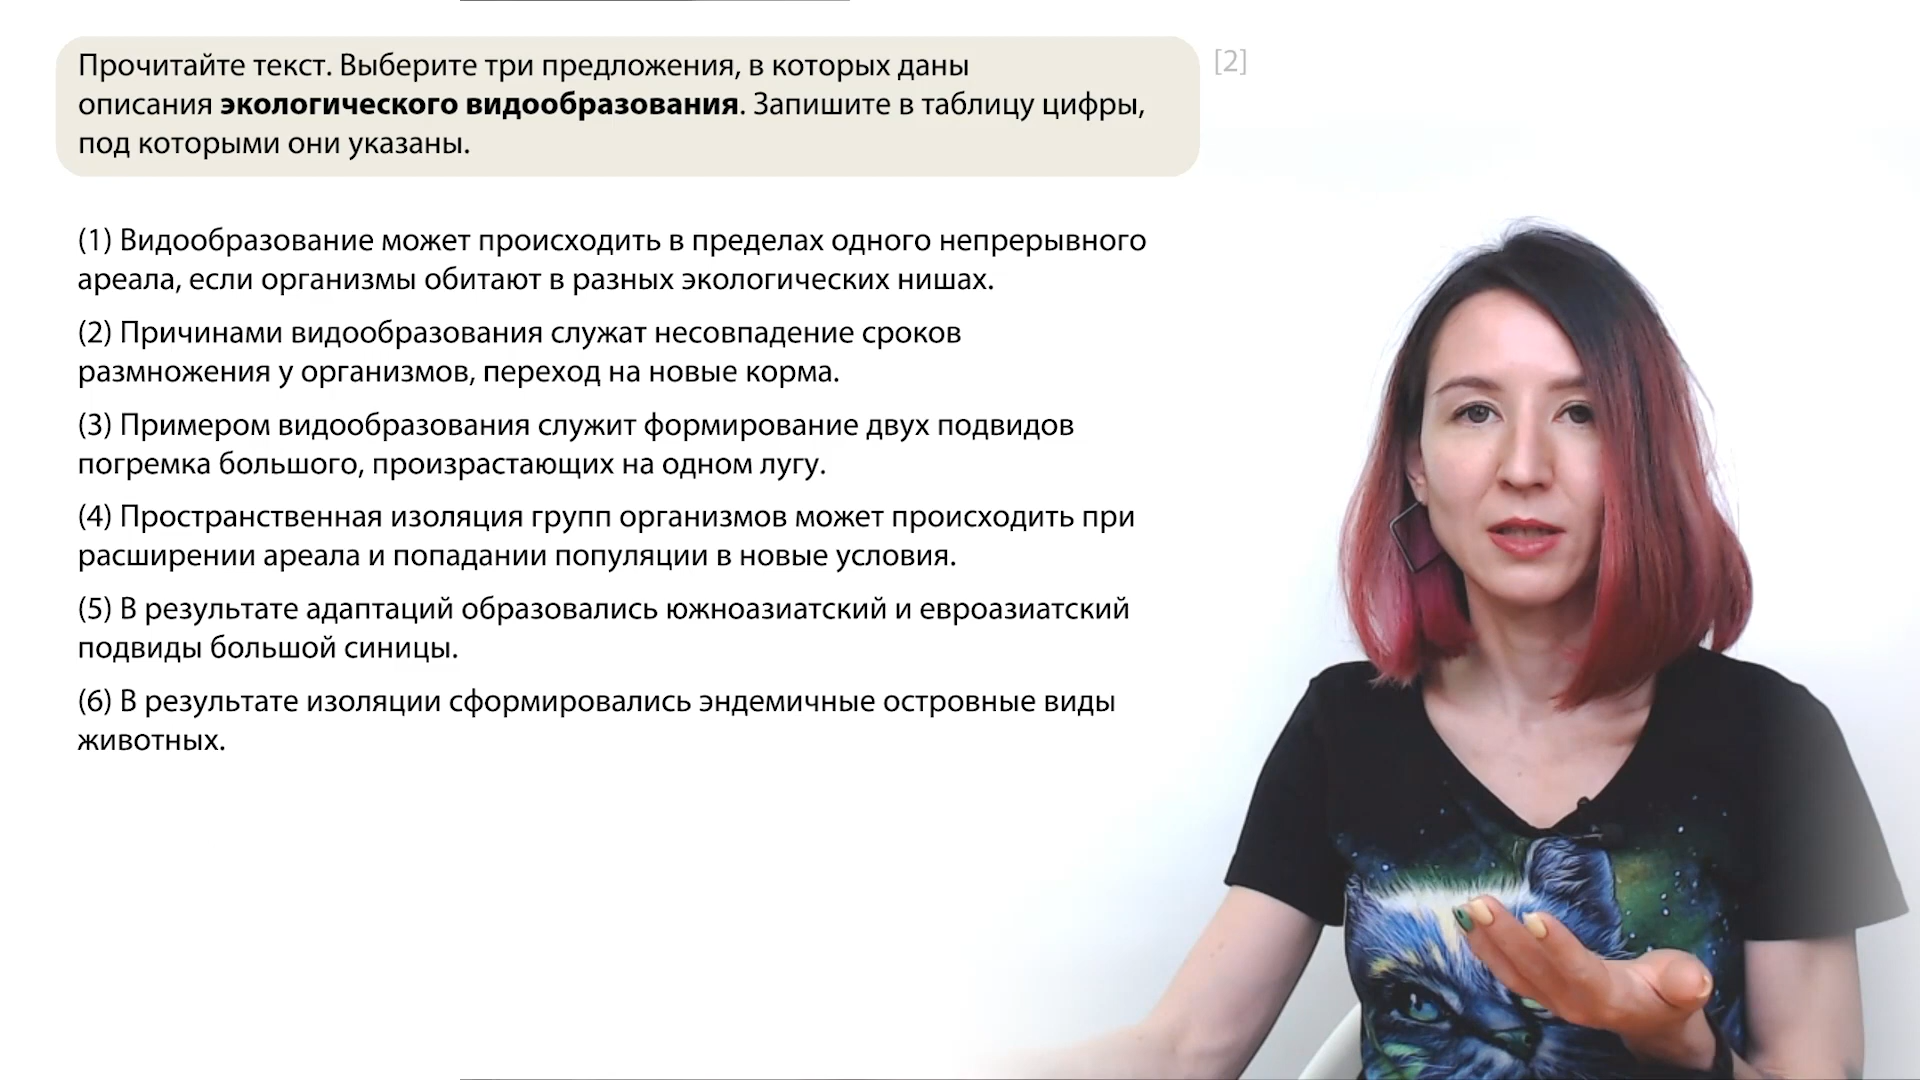 Прочитайте текст. Выберите три предложения, в которых даны
описания экологического видообразования. Запишите в таблицу цифры,
под которыми они указаны.
[2]
(1) Видообразование может происходить в пределах одного непрерывного
ареала, если организмы обитают в разных экологических нишах.
(2) Причинами видообразования служат несовпадение сроков
размножения у организмов, переход на новые корма.
(3) Примером видообразования служит формирование двух подвидов
погремка большого, произрастающих на одном лугу.
(4) Пространственная изоляция групп организмов может происходить при
расширении ареала и попадании популяции в новые условия.
(5) В результате адаптаций образовались южноазиатский и евроазиатский
подвиды большой синицы.
(6) В результате изоляции сформировались эндемичные островные виды
животных.